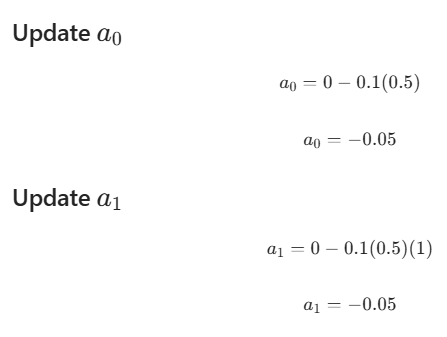 Update a₀
a₀ = 0 − 0.1(0.5)
a₀ = −0.05
Update a₁
a₁ = 0 − 0.1(0.5)(1)
a₁ = −0.05